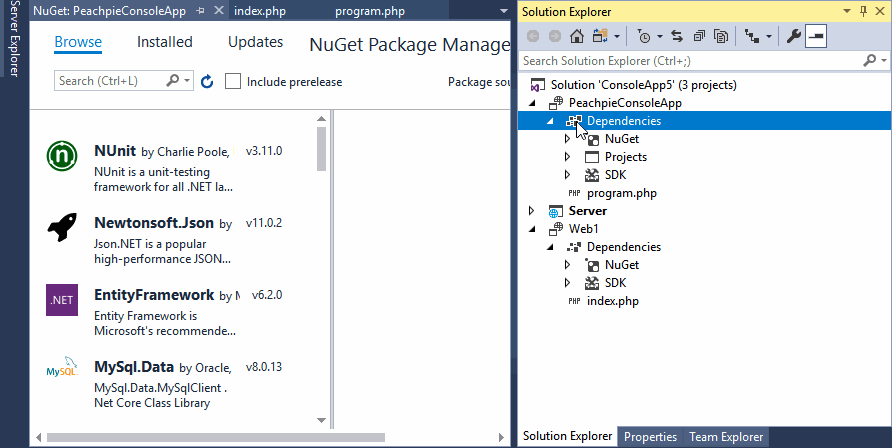 Server Explorer
NuGet: PeachpieConsoleApp
index.php
program.php
Browse
Installed
Updates
NuGet Package Manage
Search (Ctrl+L)
Include prerelease
Package sou
NUnit by Charlie Poole, v3.11.0
NUnit is a unit-testing
framework for all .NET la...
Newtonsoft.Json by v11.0.2
Json.NET is a popular
high-performance JSON...
.NET
EntityFramework by M v6.2.0
Entity Framework is
Microsoft's recommende...
MySQL
MySql.Data by Oracle, v8.0.13
MySql.Data.MySqlClient .
Net Core Class Library
Solution Explorer
Search Solution Explorer (Ctrl+;)
Solution 'ConsoleApp5' (3 projects)
PeachpieConsoleApp
Dependencies
NuGet
Projects
SDK
PHP program.php
Server
Web1
Dependencies
NuGet
SDK
PHP index.php
Solution Explorer
Properties
Team Explorer